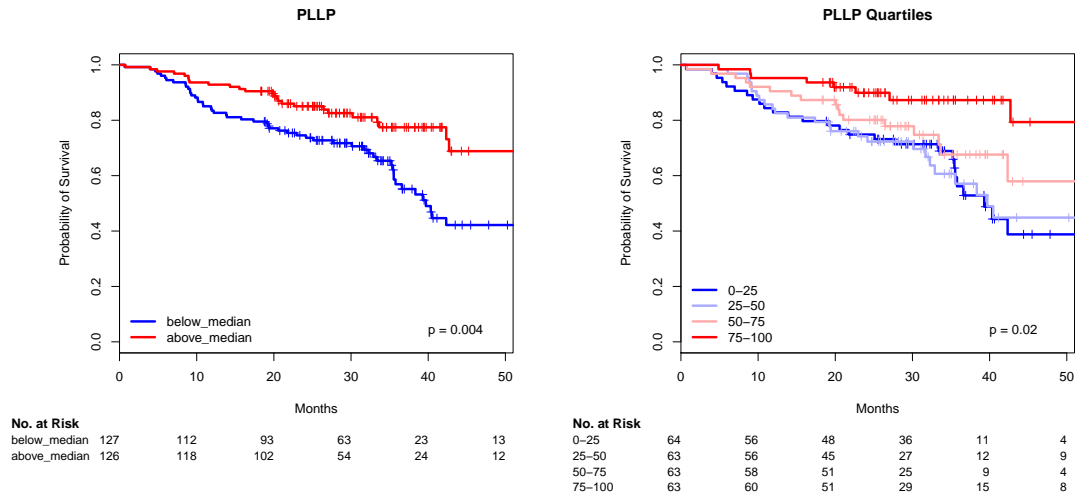 PLLP
Probability of Survival
1.0
0.8
0.6
0.4
0.2
0.0
below_median
above_median
p = 0.004
0 10 20 30 40 50
Months
No. at Risk
below_median 127 112 93 63 23 13
above_median 126 118 102 54 24 12
PLLP Quartiles
Probability of Survival
1.0
0.8
0.6
0.4
0.2
0.0
0−25
25−50
50−75
75−100
p = 0.02
0 10 20 30 40 50
Months
No. at Risk
0−25 64 56 48 36 11 4
25−50 63 56 45 27 12 9
50−75 63 58 51 25 9 4
75−100 63 60 51 29 15 8